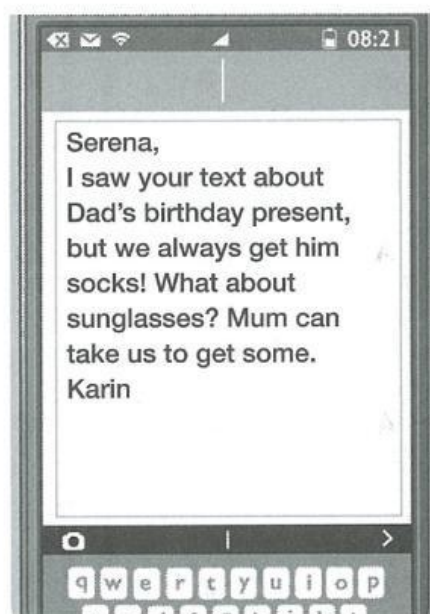 08:21
Serena,
I saw your text about
Dad's birthday present,
but we always get him
socks! What about
sunglasses? Mum can
take us to get some.
Karin
q w e r t y u i o p